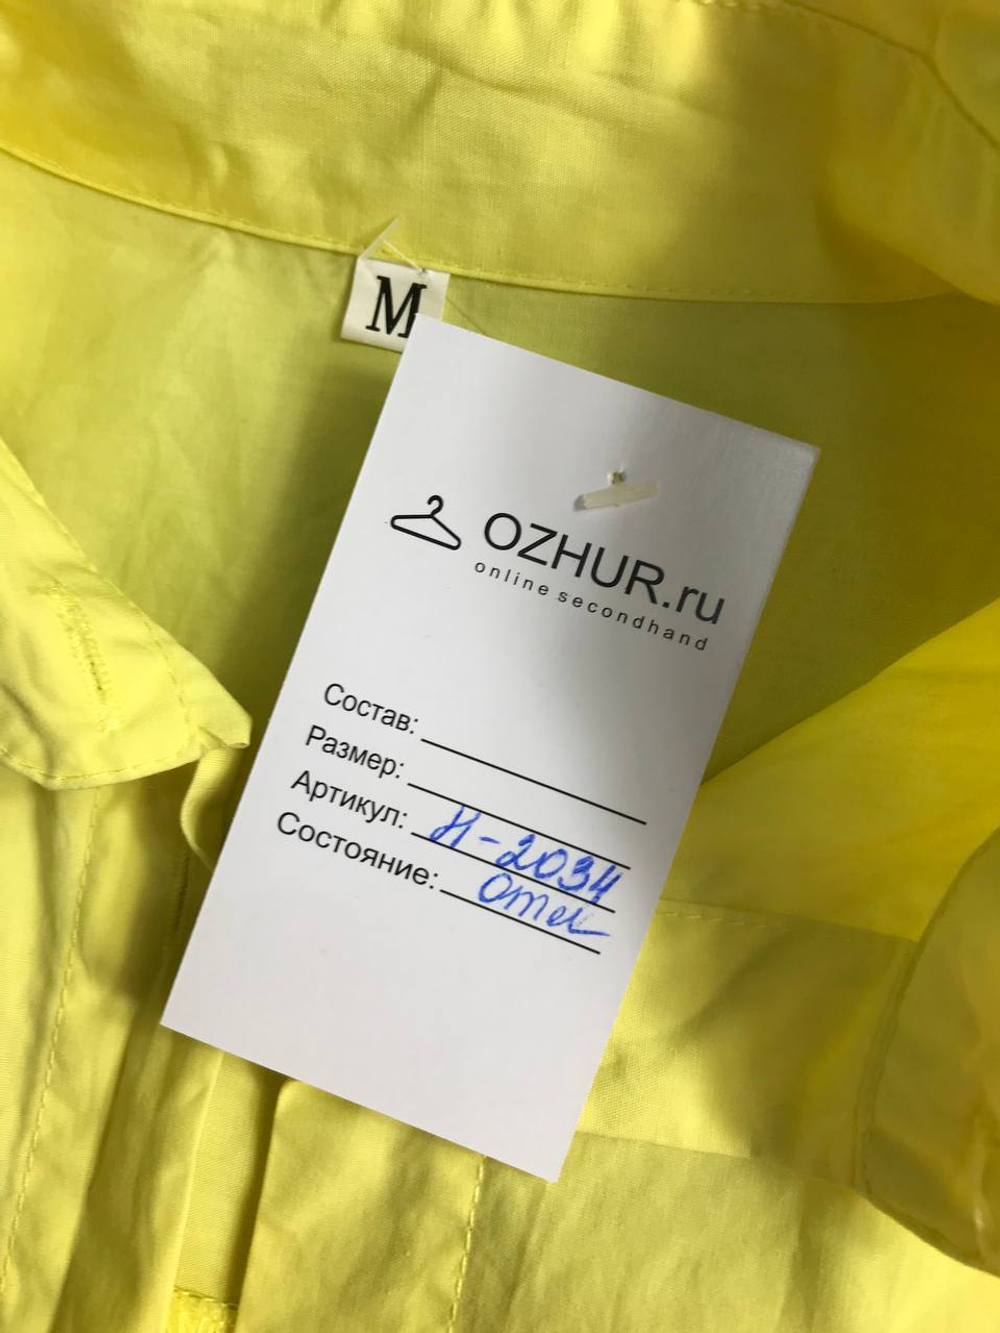 M
OZHUR.ru
online secondhand
Состав:
Размер:
Артикул: Н-2034
Состояние: Отл